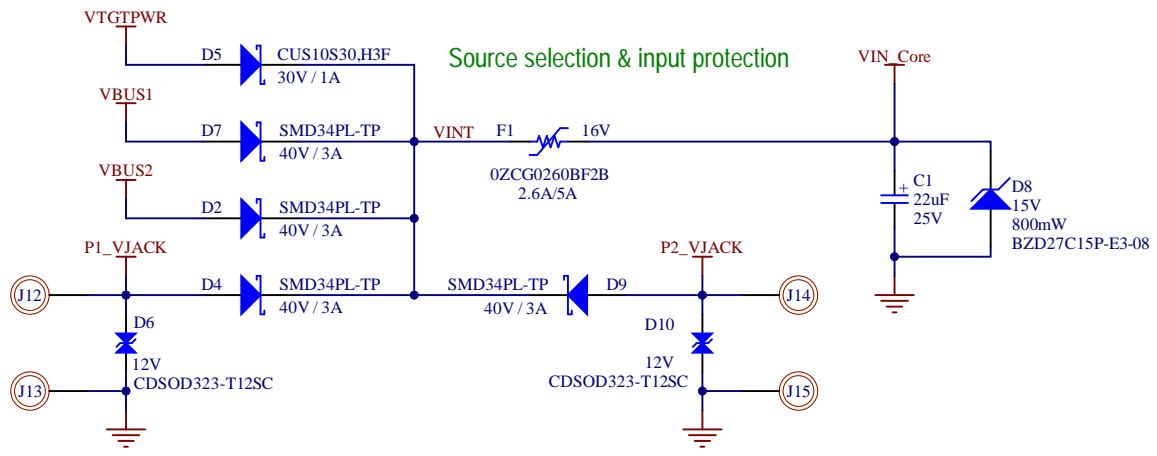 VTGTPWR
D5
CUS10S30,H3F
30V / 1A
Source selection & input protection
VIN_Core
VBUS1
D7
SMD34PL-TP
40V / 3A
VINT
F1
16V
0ZCG0260BF2B
2.6A/5A
VBUS2
D2
SMD34PL-TP
40V / 3A
C1
22uF
25V
+
D8
15V
800mW
BZD27C15P-E3-08
P1_VJACK
J12
D4
SMD34PL-TP
40V / 3A
SMD34PL-TP
40V / 3A
D9
P2_VJACK
J14
D6
12V
CDSOD323-T12SC
J13
D10
12V
CDSOD323-T12SC
J15